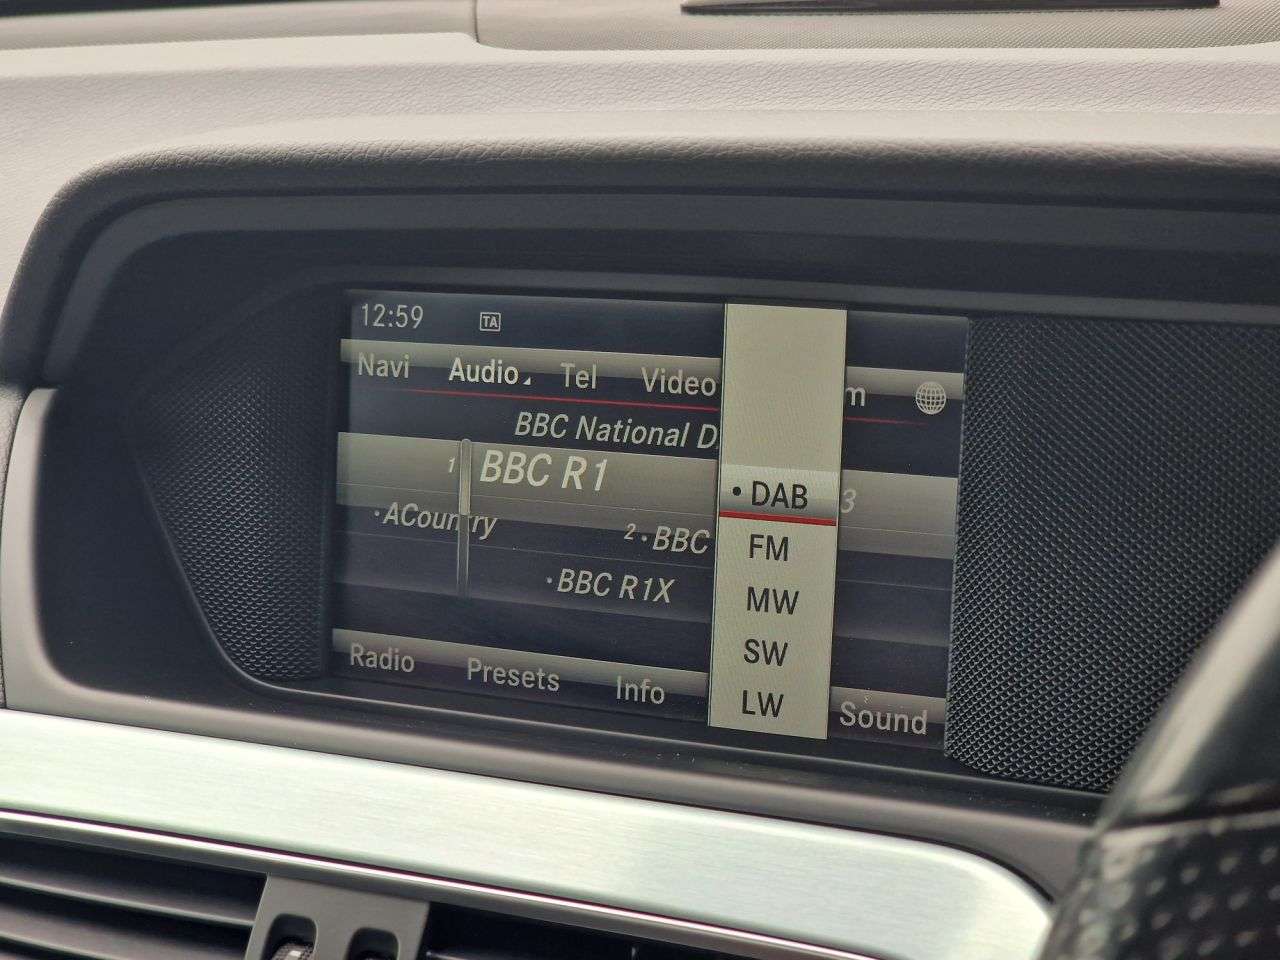 12:59 TA
Navi Audio Tel Video m
BBC National D
1 BBC R1
DAB 3
·ACountry 2·BBC
FM
·BBC R1X
MW
SW
LW
Radio Presets Info Sound